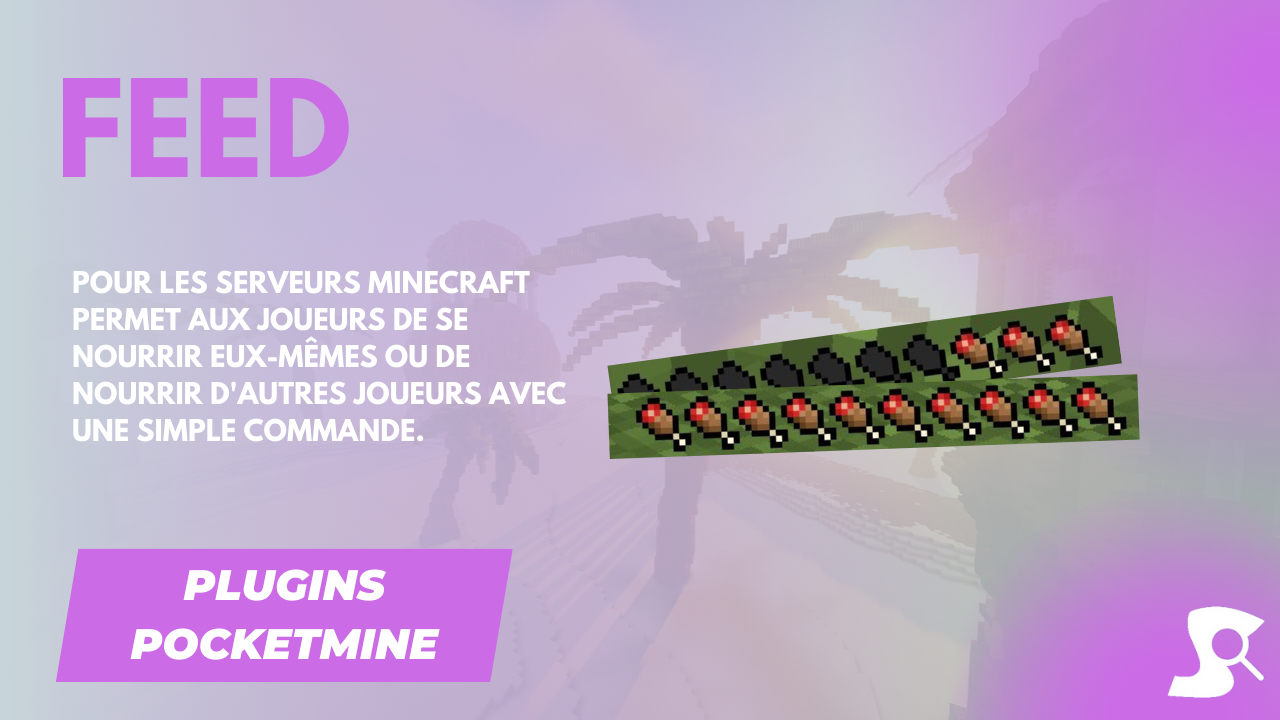 FEED
POUR LES SERVEURS MINECRAFT
PERMET AUX JOUEURS DE SE
NOURRIR EUX-MÊMES OU DE
NOURRIR D'AUTRES JOUEURS AVEC
UNE SIMPLE COMMANDE.
PLUGINS
POCKETMINE